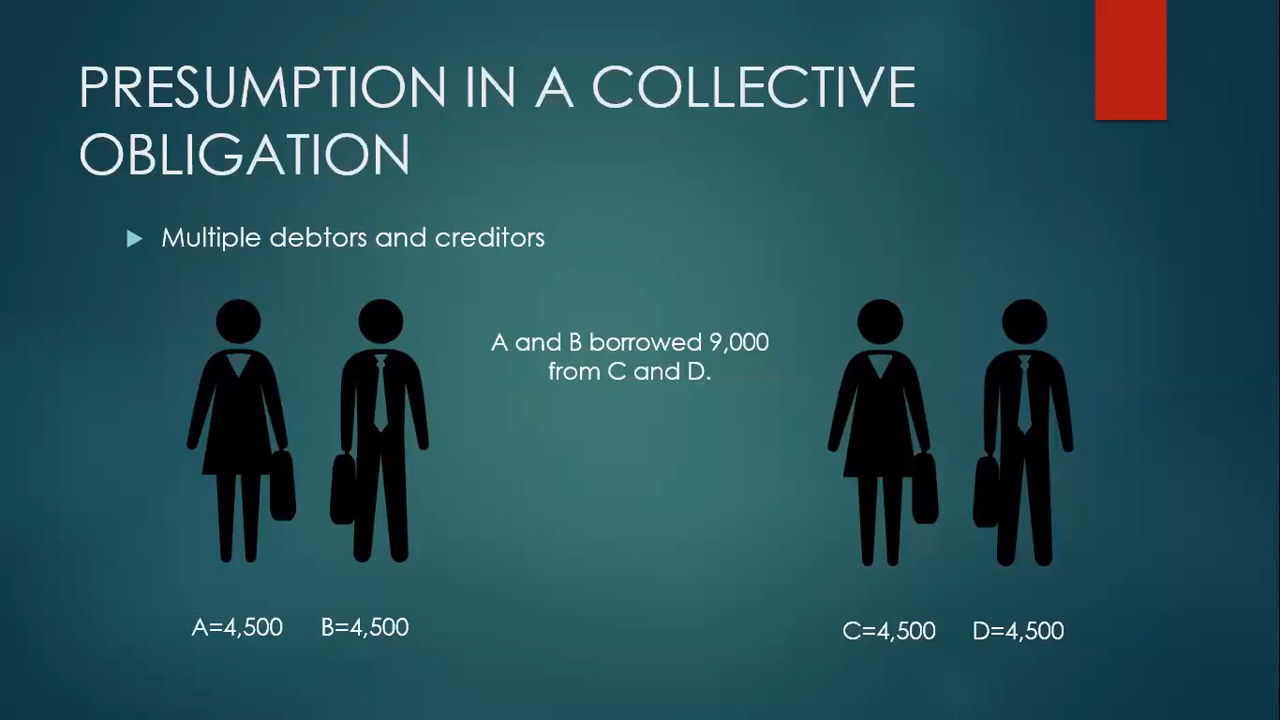 PRESUMPTION IN A COLLECTIVE
OBLIGATION
Multiple debtors and creditors
A and B borrowed 9,000
from C and D.
A=4,500 B=4,500
C=4,500 D=4,500